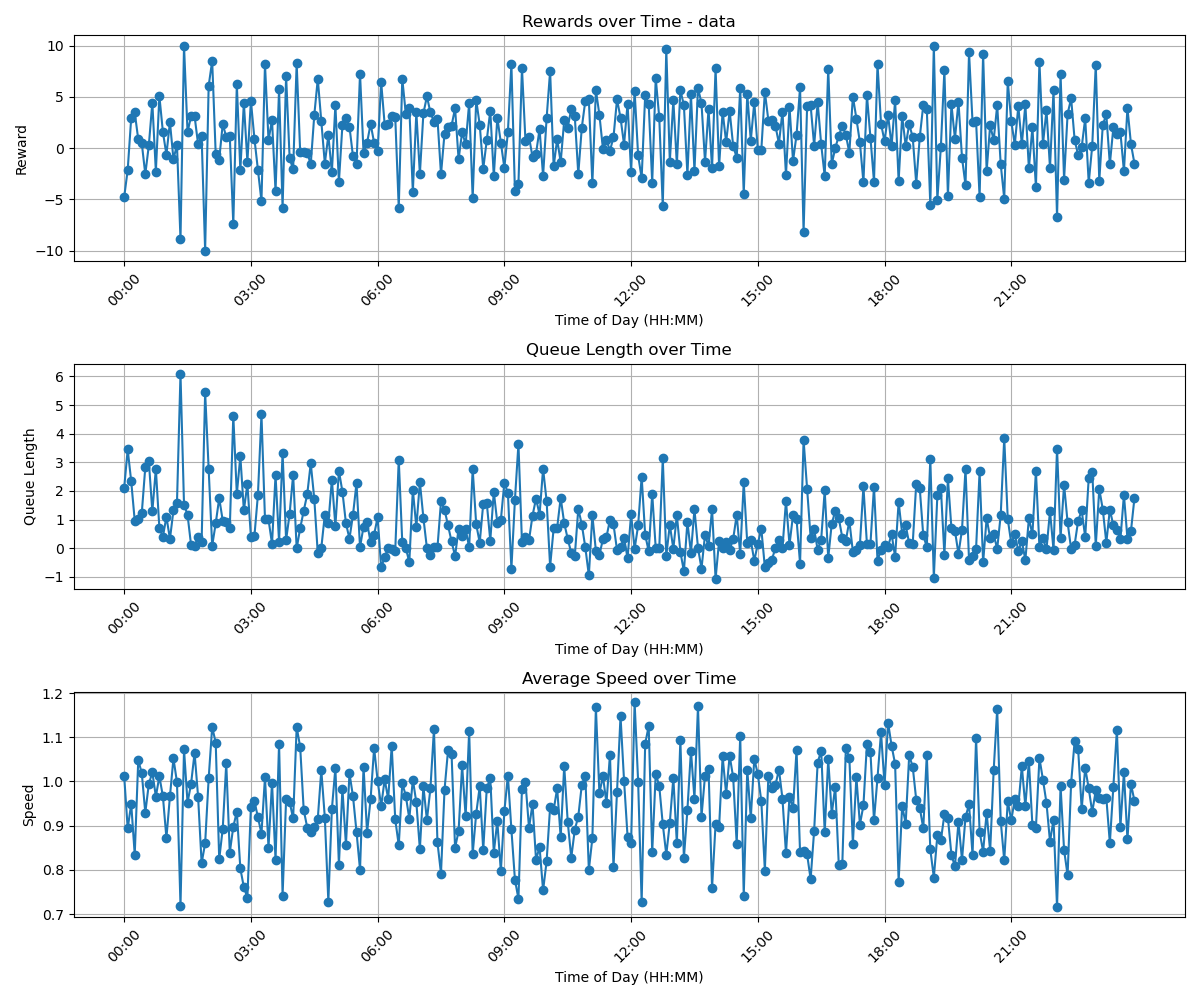 Rewards over Time - data
Reward
10
5
0
−5
−10
00:00 03:00 06:00 09:00 12:00 15:00 18:00 21:00
Time of Day (HH:MM)
Queue Length over Time
Queue Length
6
5
4
3
2
1
0
−1
00:00 03:00 06:00 09:00 12:00 15:00 18:00 21:00
Time of Day (HH:MM)
Average Speed over Time
Speed
1.2
1.1
1.0
0.9
0.8
0.7
00:00 03:00 06:00 09:00 12:00 15:00 18:00 21:00
Time of Day (HH:MM)